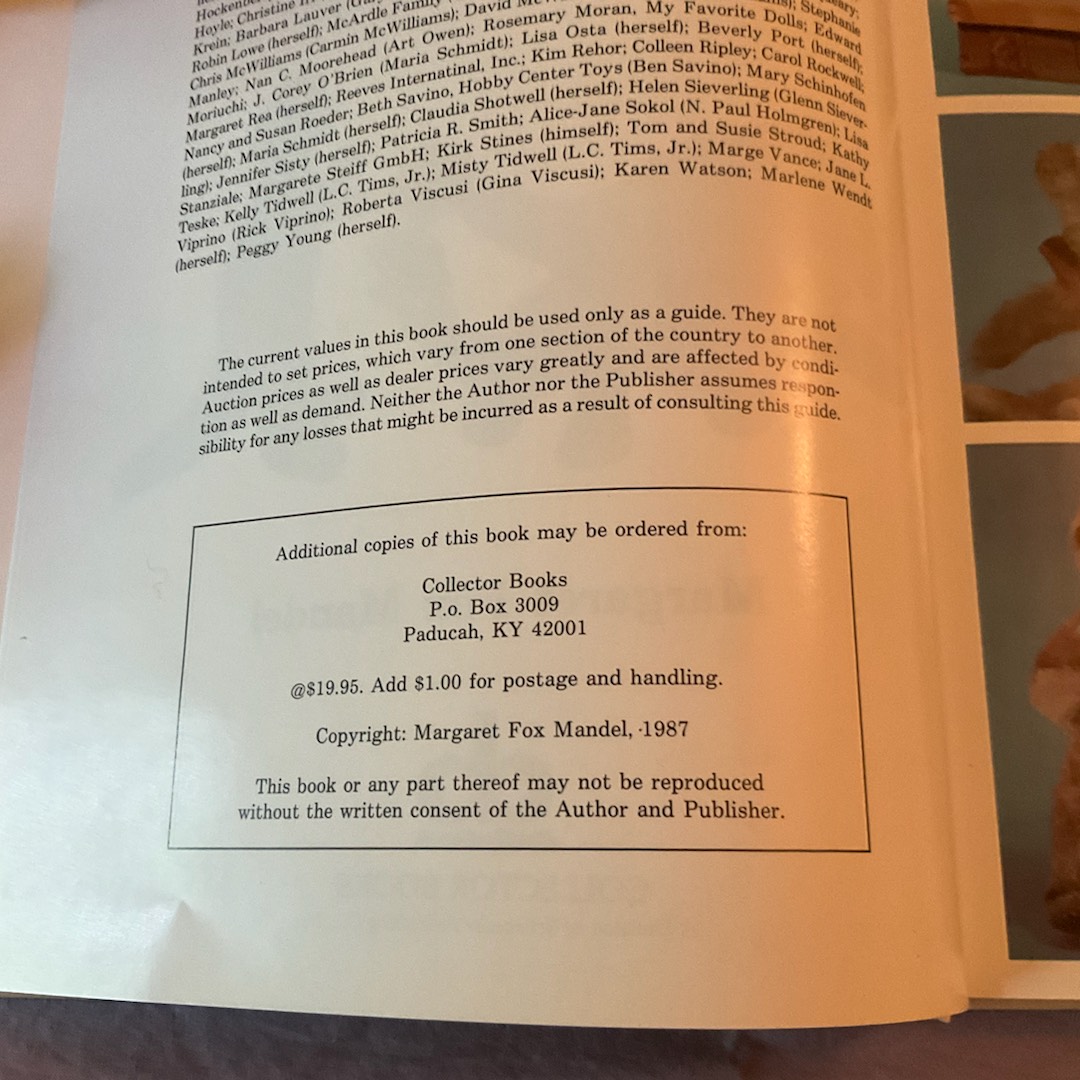 Hoyle; Christine
Krein; Barbara Lauver
Stephanie
Robin Lowe (herself); McArdle Family
Chris McWilliams (Carmin McWilliams); David
Edward
Manley; Nan C. Moorehead (Art Owen); Rosemary Moran, My Favorite Dolls;
Moriuchi; J. Corey O'Brien (Maria Schmidt); Lisa Osta (herself); Beverly Port (herself);
Margaret Rea (herself); Reeves Internatinal, Inc.; Kim Rehor; Colleen Ripley; Carol Rockwell;
Nancy and Susan Roeder; Beth Savino, Hobby Center Toys (Ben Savino); Mary Schinhofen
(herself); Maria Schmidt (herself); Claudia Shotwell (herself); Helen Sieverling (Glenn Siever-
ling); Jennifer Sisty (herself); Patricia R. Smith; Alice-Jane Sokol (N. Paul Holmgren); Lisa
Stanziale; Margarete Steiff GmbH; Kirk Stines (himself); Tom and Susie Stroud; Kathy
Teske; Kelly Tidwell (L.C. Tims, Jr.); Misty Tidwell (L.C. Tims, Jr.); Marge Vance; Jane L.
Viprino (Rick Viprino); Roberta Viscusi (Gina Viscusi); Karen Watson; Marlene Wendt
(herself); Peggy Young (herself).
The current values in this book should be used only as a guide. They are not
intended to set prices, which vary from one section of the country to another.
Auction prices as well as dealer prices vary greatly and are affected by condi-
tion as well as demand. Neither the Author nor the Publisher assumes respon-
sibility for any losses that might be incurred as a result of consulting this guide.
Additional copies of this book may be ordered from:
Collector Books
P.o. Box 3009
Paducah, KY 42001
@$19.95. Add $1.00 for postage and handling.
Copyright: Margaret Fox Mandel, 1987
This book or any part thereof may not be reproduced
without the written consent of the Author and Publisher.